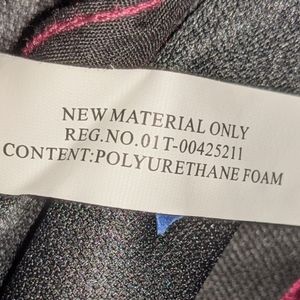 NEW MATERIAL ONLY
REG.NO.01T-00425211
CONTENT:POLYURETHANE FOAM